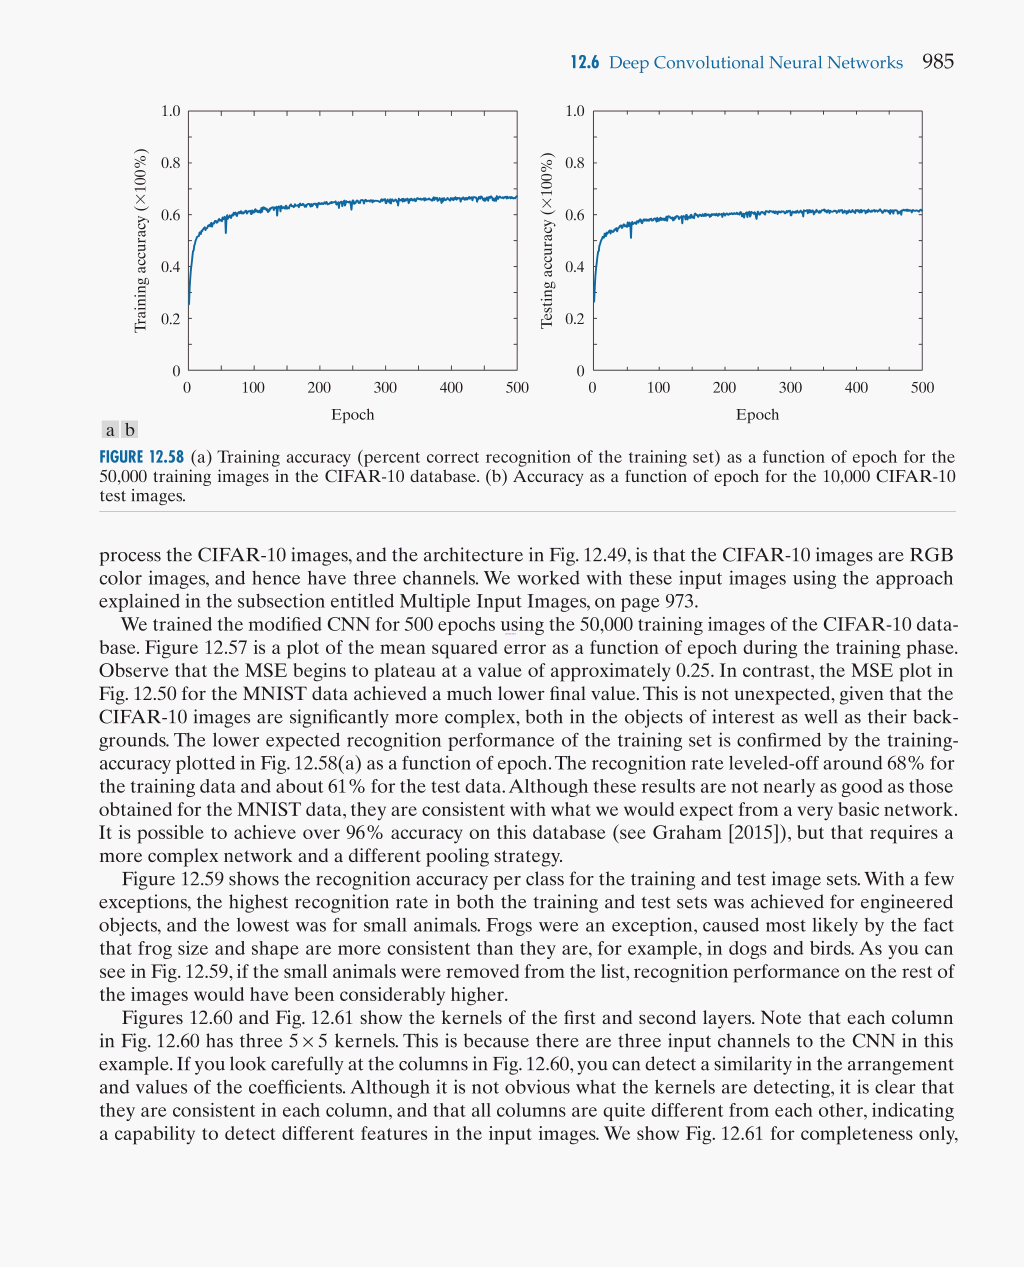 12.6 Deep Convolutional Neural Networks 985
1.0
0.8
0.6
0.4
0.2
0
Training accuracy (×100%)
0 100 200 300 400 500
Epoch
1.0
0.8
0.6
0.4
0.2
0
Testing accuracy (×100%)
0 100 200 300 400 500
Epoch
a b
FIGURE 12.58 (a) Training accuracy (percent correct recognition of the training set) as a function of epoch for the
50,000 training images in the CIFAR-10 database. (b) Accuracy as a function of epoch for the 10,000 CIFAR-10
test images.
process the CIFAR-10 images, and the architecture in Fig. 12.49, is that the CIFAR-10 images are RGB
color images, and hence have three channels. We worked with these input images using the approach
explained in the subsection entitled Multiple Input Images, on page 973.
We trained the modified CNN for 500 epochs using the 50,000 training images of the CIFAR-10 data-
base. Figure 12.57 is a plot of the mean squared error as a function of epoch during the training phase.
Observe that the MSE begins to plateau at a value of approximately 0.25. In contrast, the MSE plot in
Fig. 12.50 for the MNIST data achieved a much lower final value. This is not unexpected, given that the
CIFAR-10 images are significantly more complex, both in the objects of interest as well as their back-
grounds. The lower expected recognition performance of the training set is confirmed by the training-
accuracy plotted in Fig. 12.58(a) as a function of epoch. The recognition rate leveled-off around 68% for
the training data and about 61% for the test data. Although these results are not nearly as good as those
obtained for the MNIST data, they are consistent with what we would expect from a very basic network.
It is possible to achieve over 96% accuracy on this database (see Graham [2015]), but that requires a
more complex network and a different pooling strategy.
Figure 12.59 shows the recognition accuracy per class for the training and test image sets. With a few
exceptions, the highest recognition rate in both the training and test sets was achieved for engineered
objects, and the lowest was for small animals. Frogs were an exception, caused most likely by the fact
that frog size and shape are more consistent than they are, for example, in dogs and birds. As you can
see in Fig. 12.59, if the small animals were removed from the list, recognition performance on the rest of
the images would have been considerably higher.
Figures 12.60 and Fig. 12.61 show the kernels of the first and second layers. Note that each column
in Fig. 12.60 has three 5 × 5 kernels. This is because there are three input channels to the CNN in this
example. If you look carefully at the columns in Fig. 12.60, you can detect a similarity in the arrangement
and values of the coefficients. Although it is not obvious what the kernels are detecting, it is clear that
they are consistent in each column, and that all columns are quite different from each other, indicating
a capability to detect different features in the input images. We show Fig. 12.61 for completeness only,